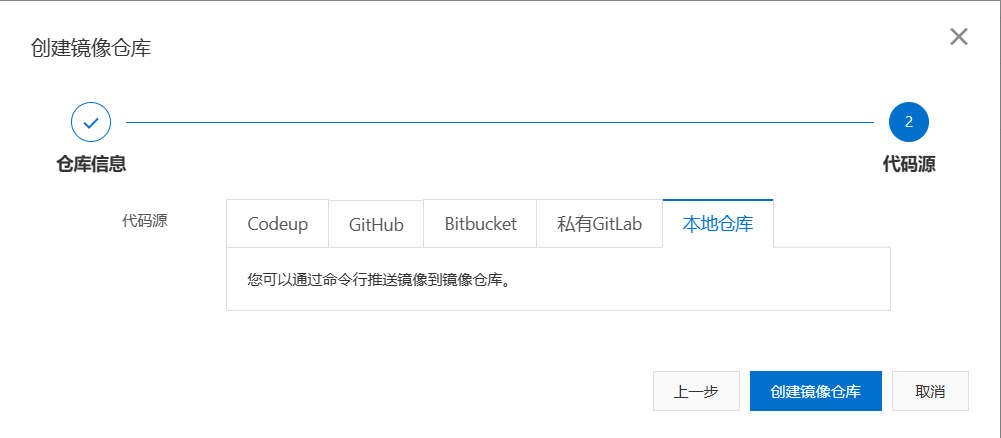 创建镜像仓库
2
仓库信息 代码源
代码源 Codeup GitHub Bitbucket 私有GitLab 本地仓库
您可以通过命令行推送镜像到镜像仓库。
上一步 创建镜像仓库 取消